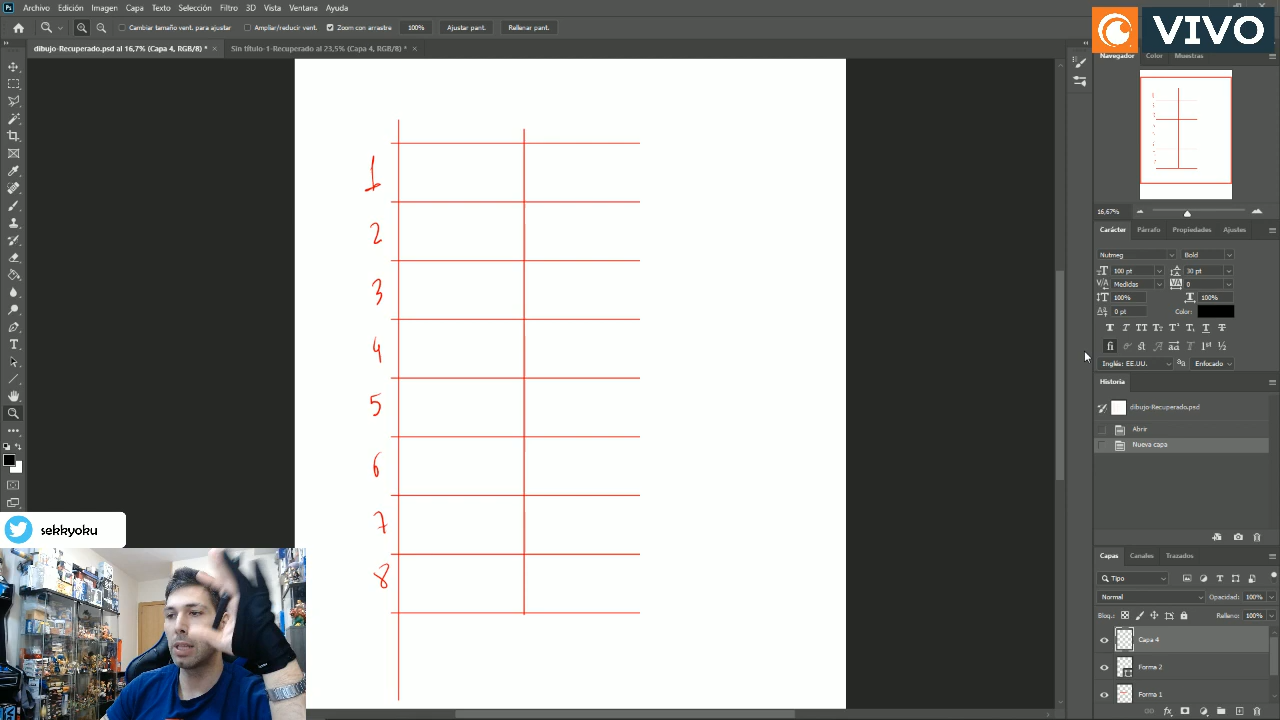 Archivo Edición Imagen Capa Texto Selección Filtro 3D Vista Ventana Ayuda
Cambiar tamaño vent. para ajustar Ampliar/reducir vent. Zoom con arrastre 100% Ajustar pant. Rellenar pant.
VIVO
dibujo-Recuperado.psd al 16,7% (Capa 4, RGB/8) * × Sin título-1-Recuperado al 23,5% (Capa 4, RGB/8) * ×
Navegador Color Muestras
16,67%
Carácter Párrafo Propiedades Ajustes
Nutmeg Bold
100 pt 30 pt
Medidas 0
100% 100%
0 pt Color:
Inglés: EE.UU. aa Enfocado
Historia
dibujo-Recuperado.psd
Abrir
Nueva capa
1
2
3
4
5
6
7
8
sekkyoku
Capas Canales Trazados
Tipo
Normal Opacidad: 100%
Bloq.: Relleno: 100%
Capa 4
Forma 2
Forma 1